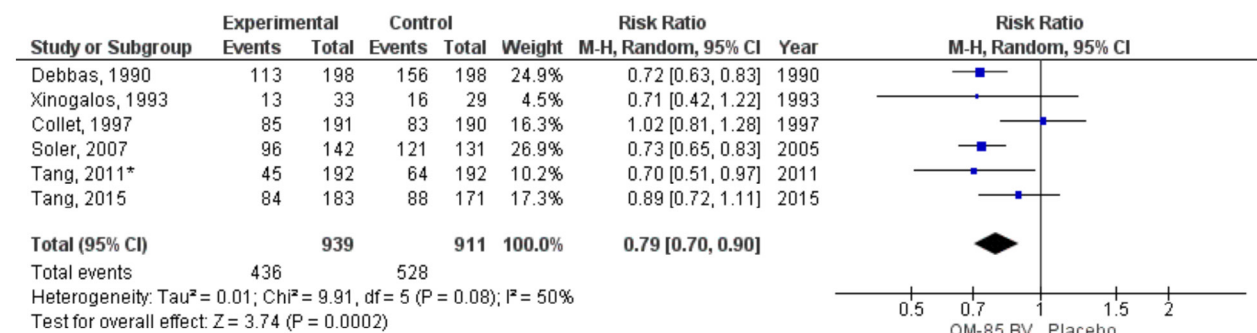 Experimental Control Risk Ratio Risk Ratio
Study or Subgroup Events Total Events Total Weight M-H, Random, 95% CI Year M-H, Random, 95% CI
Debbas, 1990 113 198 156 198 24.9% 0.72 [0.63, 0.83] 1990
Xinogalos, 1993 13 33 16 29 4.5% 0.71 [0.42, 1.22] 1993
Collet, 1997 85 191 83 190 16.3% 1.02 [0.81, 1.28] 1997
Soler, 2007 96 142 121 131 26.9% 0.73 [0.65, 0.83] 2005
Tang, 2011* 45 192 64 192 10.2% 0.70 [0.51, 0.97] 2011
Tang, 2015 84 183 88 171 17.3% 0.89 [0.72, 1.11] 2015
Total (95% CI) 939 911 100.0% 0.79 [0.70, 0.90]
Total events 436 528
Heterogeneity: Tau² = 0.01; Chi² = 9.91, df = 5 (P = 0.08); I² = 50%
Test for overall effect: Z = 3.74 (P = 0.0002)
0.5 0.7 1 1.5 2
OM-85 BV Placebo